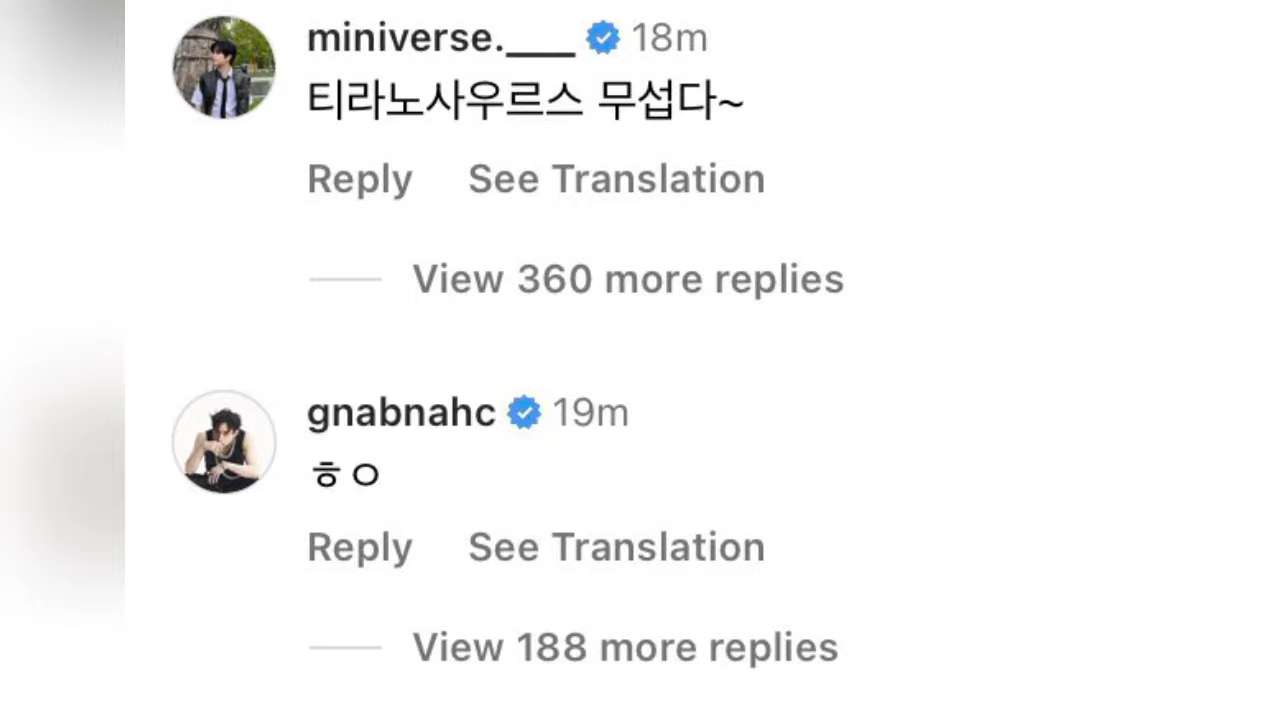 miniverse.___ 18m
티라노사우르스 무섭다~
Reply See Translation
View 360 more replies
gnabnahc 19m
ㅎㅇ
Reply See Translation
View 188 more replies